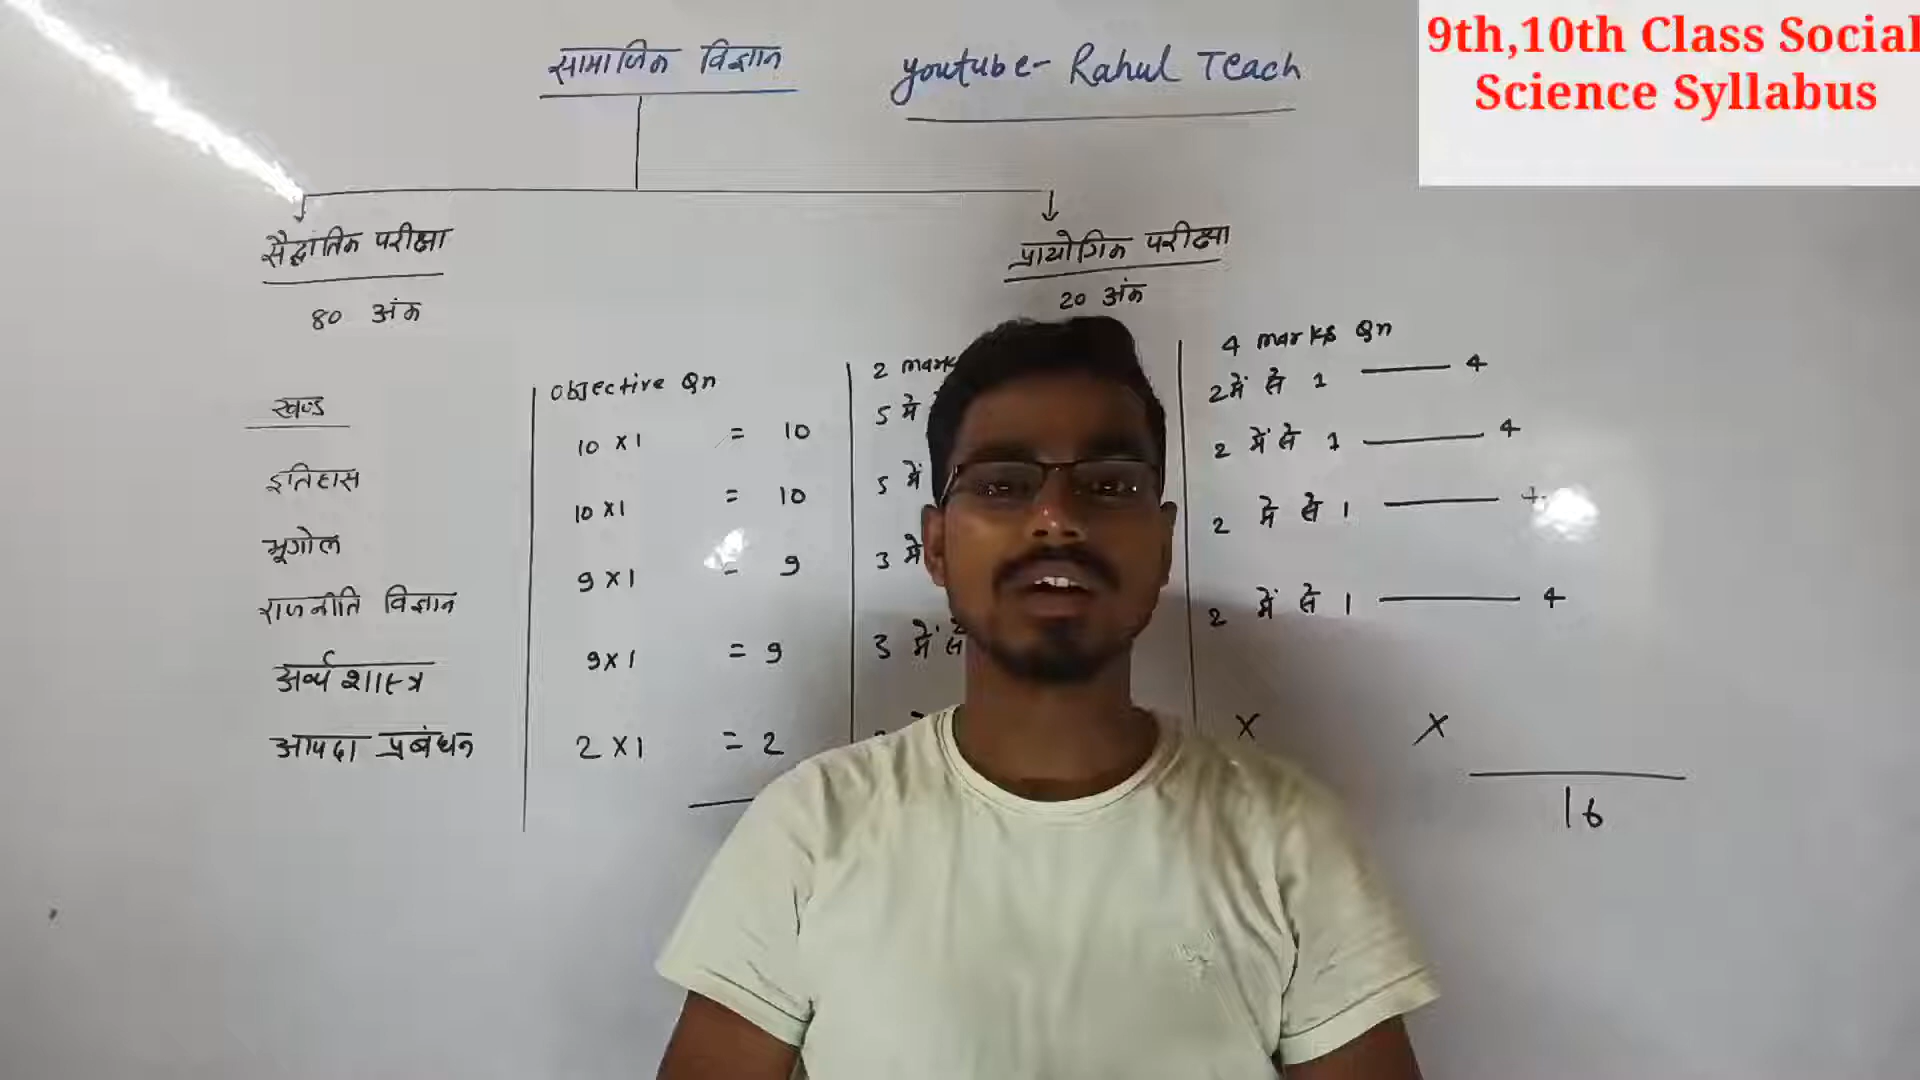 सामाजिक विज्ञान
youtube- Rahul Teach
9th,10th Class Social
Science Syllabus
सैद्धांतिक परीक्षा
80 अंक
प्रायोगिक परीक्षा
20 अंक
खण्ड
इतिहास
भूगोल
राजनीति विज्ञान
अर्थशास्त्र
आपदा प्रबंधन
objective Qn
10 x 1 = 10
10 x 1 = 10
9 x 1 = 9
9 x 1 = 9
2 x 1 = 2
2 mark
5 में
5 में
3 में
3 में से
4 marks Qn
2 में से 1 — 4
2 में से 1 — 4
2 में से 1 —
2 में से 1 — 4
x x
16